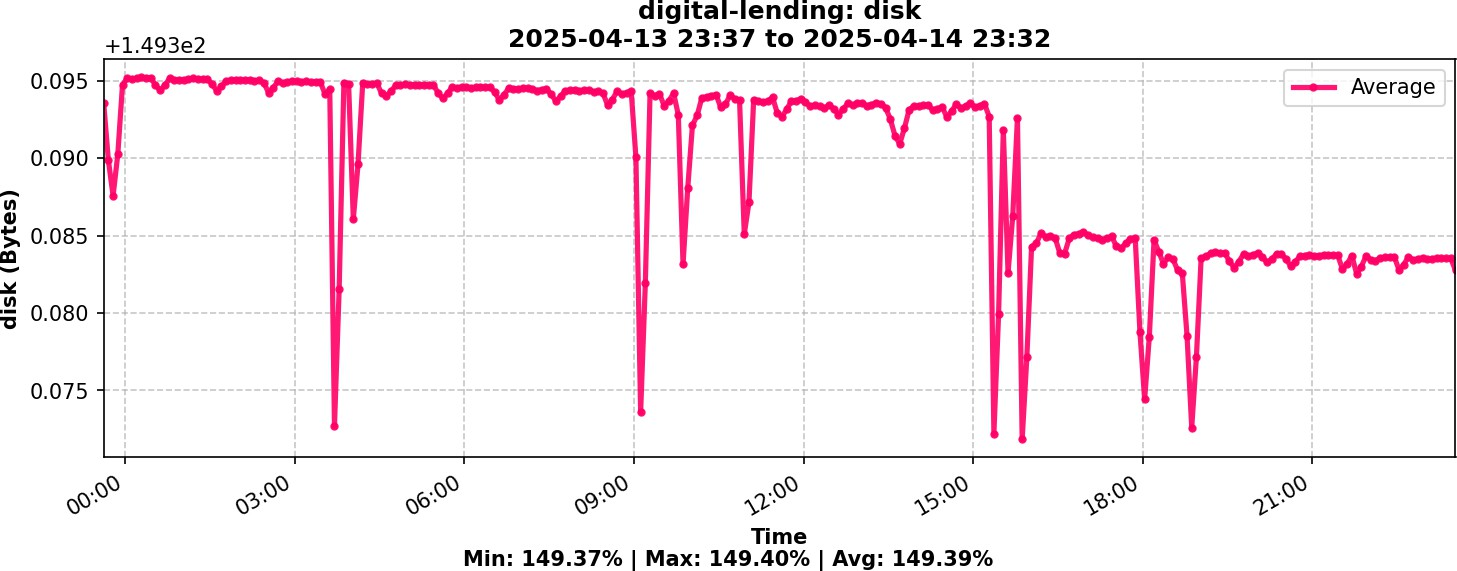 digital-lending: disk
2025-04-13 23:37 to 2025-04-14 23:32
+1.493e2
Average
0.095
0.090
0.085
0.080
0.075
disk (Bytes)
00:00 03:00 06:00 09:00 12:00 15:00 18:00 21:00
Time
Min: 149.37% | Max: 149.40% | Avg: 149.39%